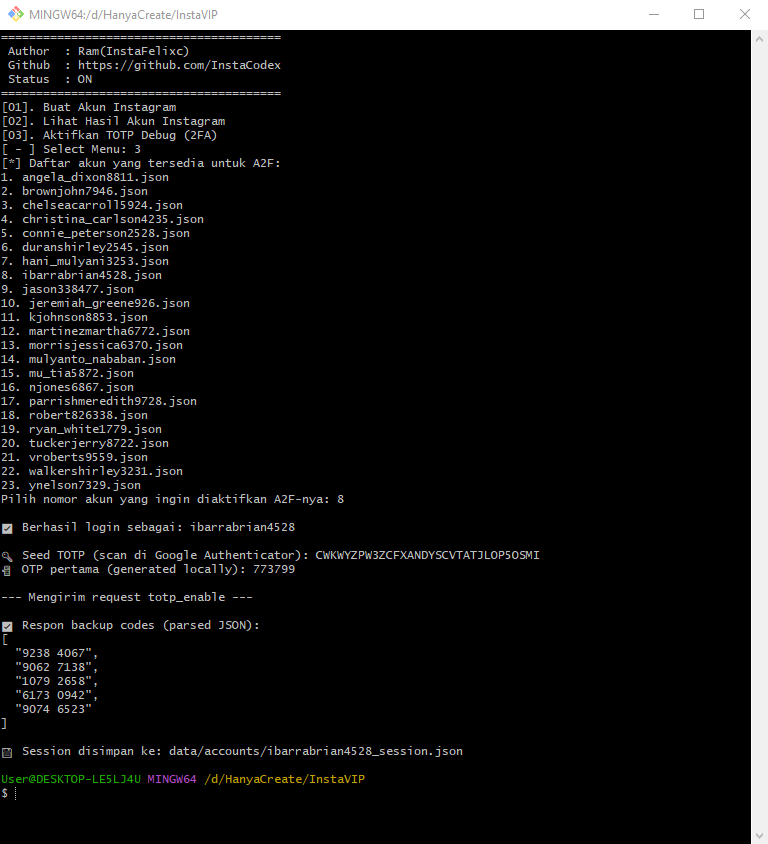 MINGW64:/d/HanyaCreate/InstaVIP
========================================
Author : Ram(InstaFelixc)
Github : https://github.com/InstaCodex
Status : ON
========================================
[01]. Buat Akun Instagram
[02]. Lihat Hasil Akun Instagram
[03]. Aktifkan TOTP Debug (2FA)
[ - ] Select Menu: 3
[*] Daftar akun yang tersedia untuk A2F:
1. angela_dixon8811.json
2. brownjohn7946.json
3. chelseacarroll5924.json
4. christina_carlson4235.json
5. connie_peterson2528.json
6. duranshirley2545.json
7. hani_mulyani3253.json
8. ibarrabrian4528.json
9. jason338477.json
10. jeremiah_greene926.json
11. kjohnson8853.json
12. martinezmartha6772.json
13. morrisjessica6370.json
14. mulyanto_nababan.json
15. mu_tia5872.json
16. njones6867.json
17. parrishmeredith9728.json
18. robert826338.json
19. ryan_white1779.json
20. tuckerjerry8722.json
21. vroberts9559.json
22. walkershirley3231.json
23. ynelson7329.json
Pilih nomor akun yang ingin diaktifkan A2F-nya: 8
Berhasil login sebagai: ibarrabrian4528
Seed TOTP (scan di Google Authenticator): CWKWYZPW3ZCFXANDYSCVTATJLOP5OSMI
OTP pertama (generated locally): 773799
--- Mengirim request totp_enable ---
Respon backup codes (parsed JSON):
[
"9238 4067",
"9062 7138",
"1079 2658",
"6173 0942",
"9074 6523"
]
Session disimpan ke: data/accounts/ibarrabrian4528_session.json
User@DESKTOP-LE5LJ4U MINGW64 /d/HanyaCreate/InstaVIP
$